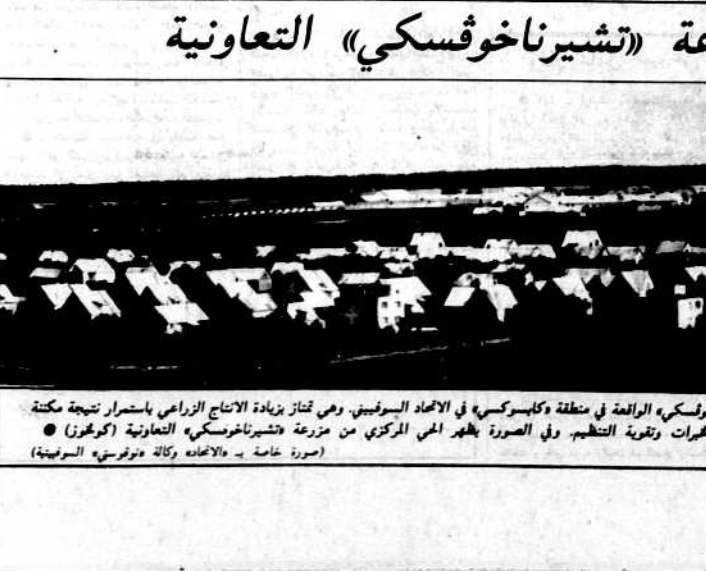 عة «تشيرناخوڤسكي» التعاونية
وڤسكي» الواقعة في منطقة «كابسوكسي» في الاتحاد السوفييتي. وهي تمتاز بزيادة الانتاج الزراعي باستمرار نتيجة مكننة
خبرات وتقوية التنظيم. وفي الصورة يظهر الحي المركزي من مزرعة «تشيرناخوفسكي» التعاونية (كولخوز) ●
(صورة خاصة بـ «الاتحاد» وكالة «نوفوستي» السوفييتية)